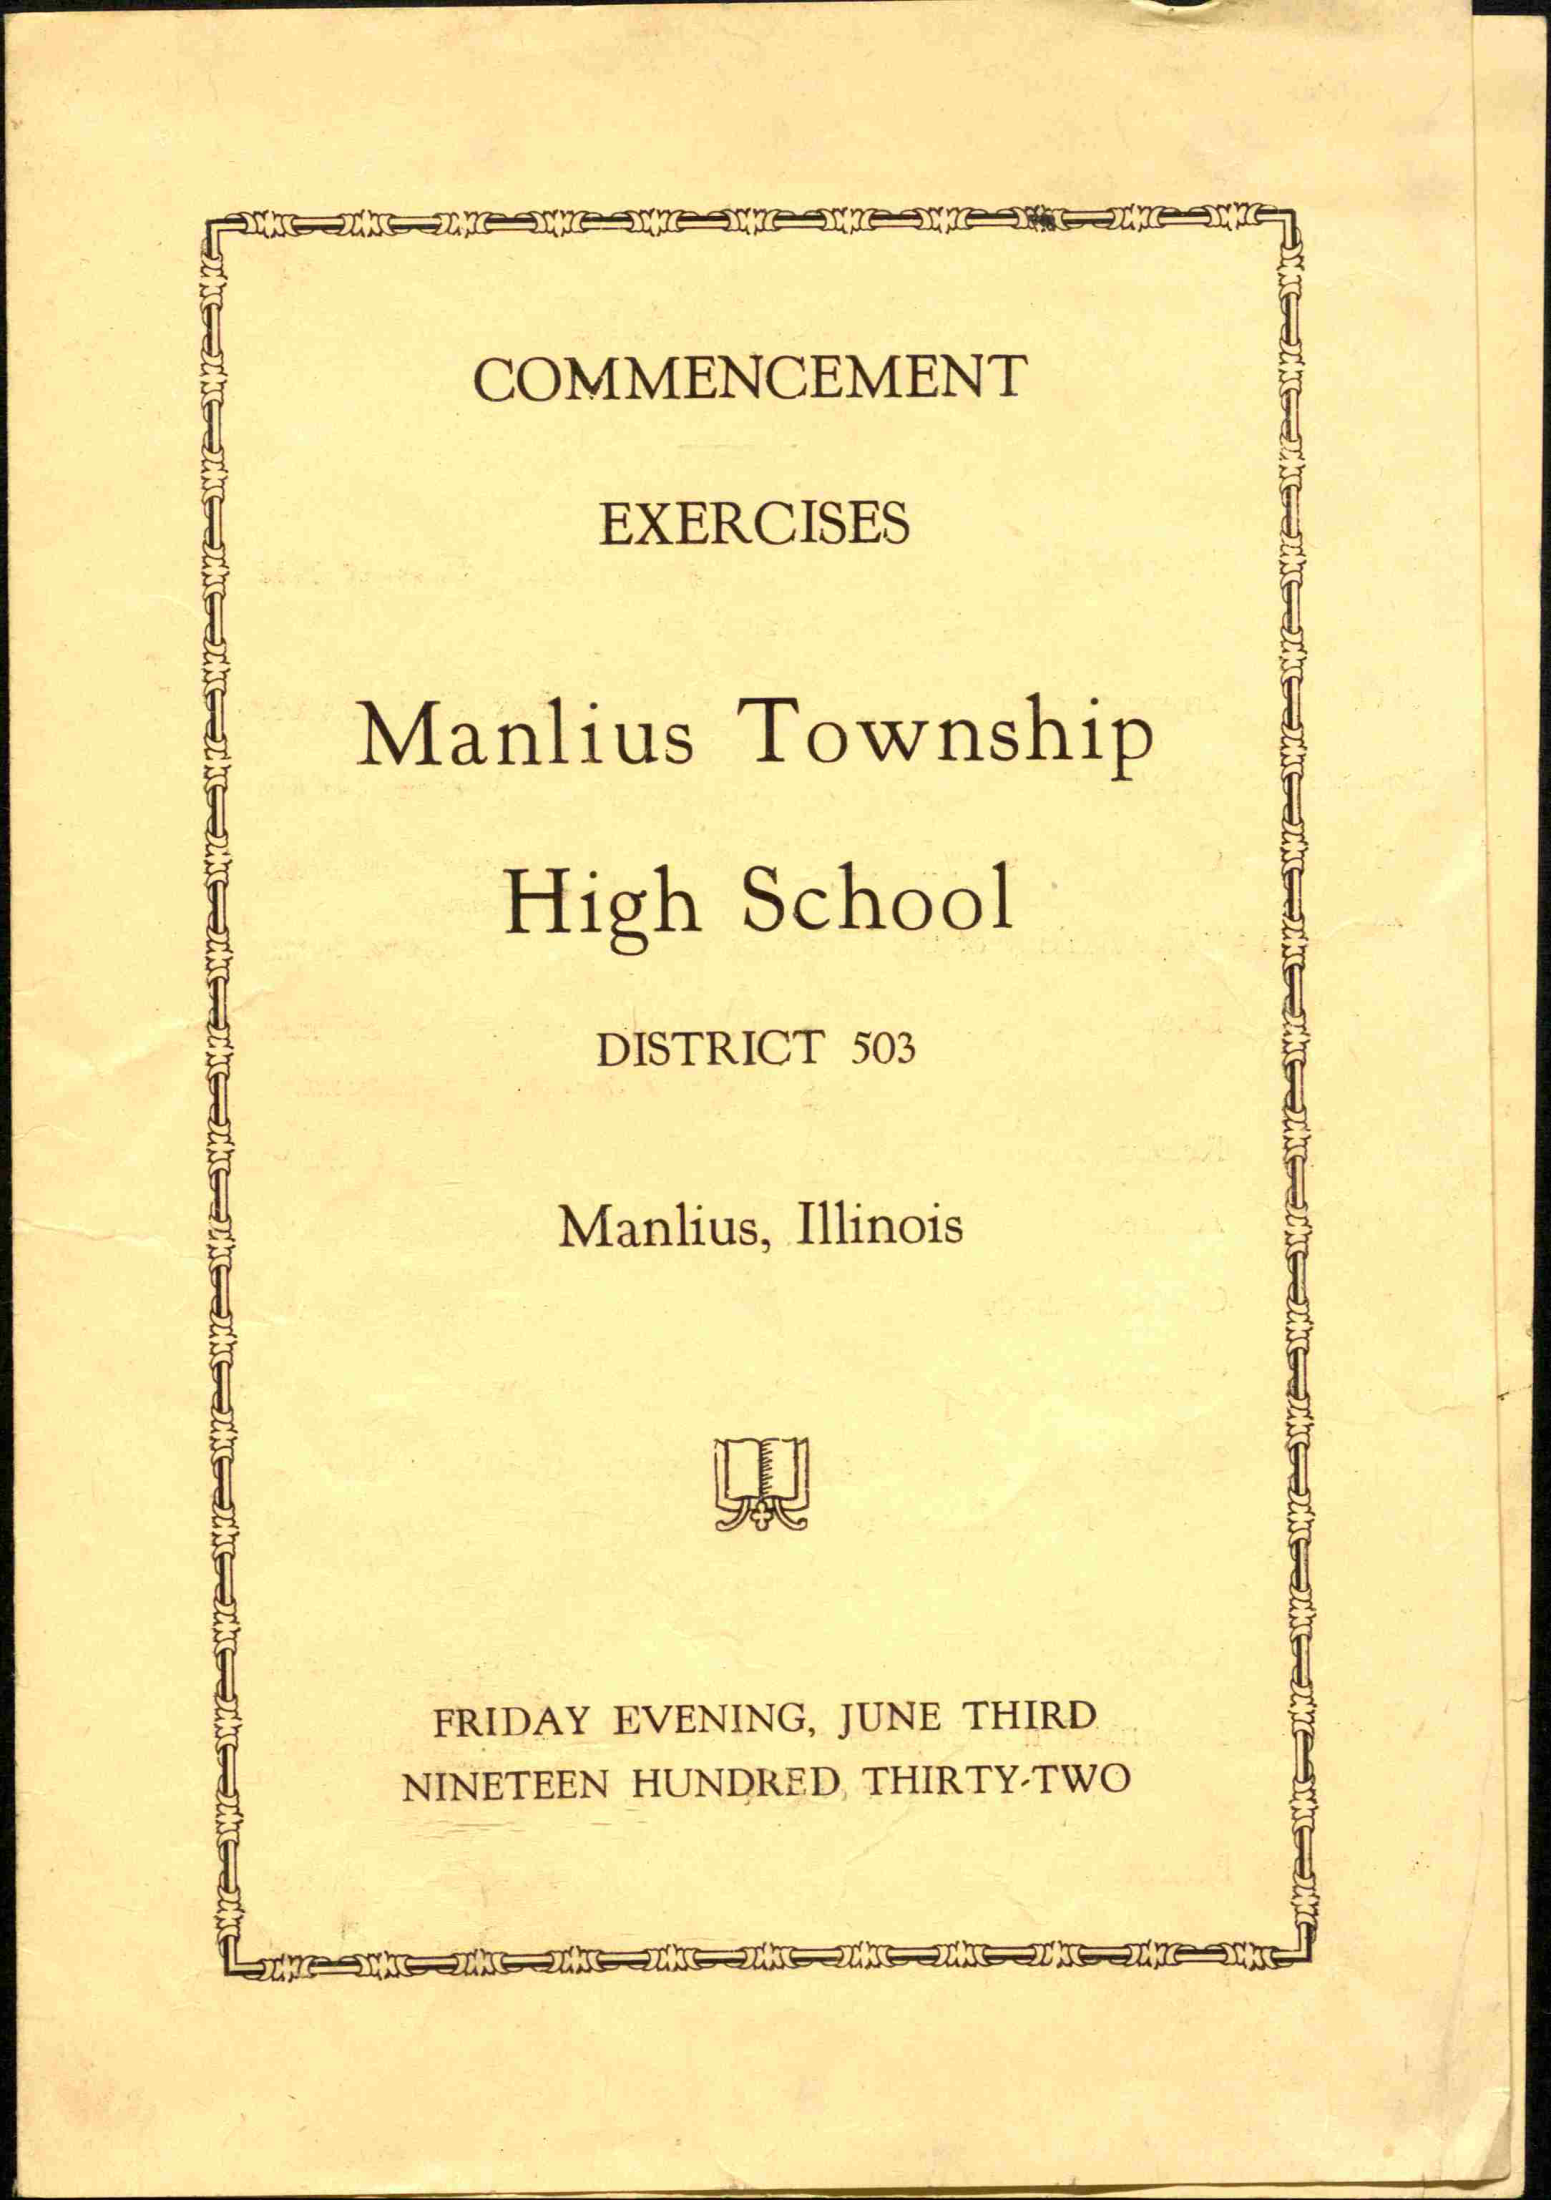 COMMENCEMENT
EXERCISES
Manlius Township
High School
DISTRICT 503
Manlius, Illinois
FRIDAY EVENING, JUNE THIRD
NINETEEN HUNDRED THIRTY-TWO